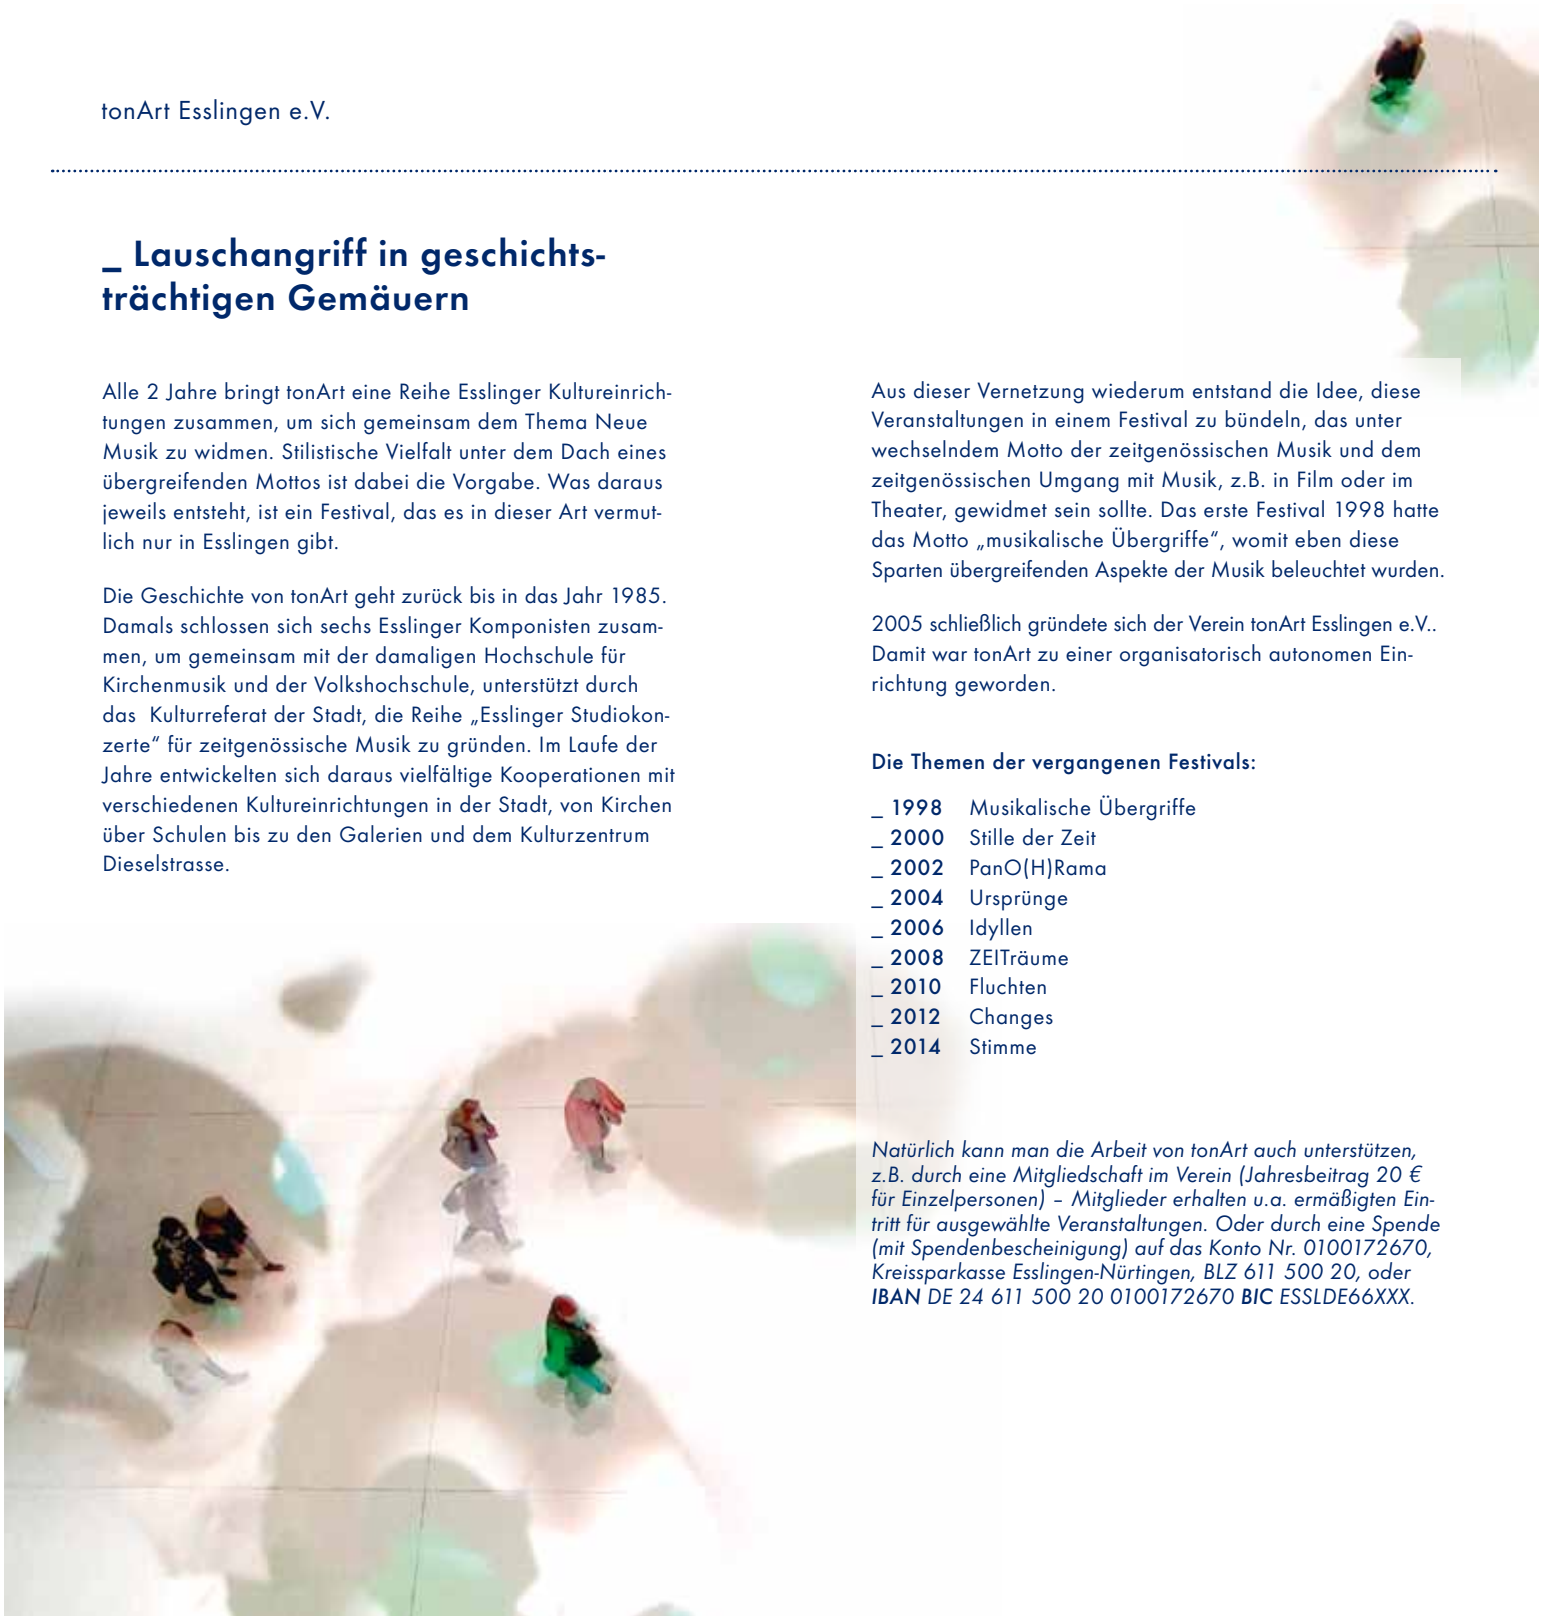 tonArt Esslingen e.V.
_ Lauschangriff in geschichts-
trächtigen Gemäuern
Alle 2 Jahre bringt tonArt eine Reihe Esslinger Kultureinrich-
tungen zusammen, um sich gemeinsam dem Thema Neue
Musik zu widmen. Stilistische Vielfalt unter dem Dach eines
übergreifenden Mottos ist dabei die Vorgabe. Was daraus
jeweils entsteht, ist ein Festival, das es in dieser Art vermut-
lich nur in Esslingen gibt.
Die Geschichte von tonArt geht zurück bis in das Jahr 1985.
Damals schlossen sich sechs Esslinger Komponisten zusam-
men, um gemeinsam mit der damaligen Hochschule für
Kirchenmusik und der Volkshochschule, unterstützt durch
das  Kulturreferat der Stadt, die Reihe „Esslinger Studiokon-
zerte“ für zeitgenössische Musik zu gründen. Im Laufe der
Jahre entwickelten sich daraus vielfältige Kooperationen mit
verschiedenen Kultureinrichtungen in der Stadt, von Kirchen
über Schulen bis zu den Galerien und dem Kulturzentrum
Dieselstrasse.
Aus dieser Vernetzung wiederum entstand die Idee, diese
Veranstaltungen in einem Festival zu bündeln, das unter
wechselndem Motto der zeitgenössischen Musik und dem
zeitgenössischen Umgang mit Musik, z.B. in Film oder im
Theater, gewidmet sein sollte. Das erste Festival 1998 hatte
das Motto „musikalische Übergriffe“, womit eben diese
Sparten übergreifenden Aspekte der Musik beleuchtet wurden.
2005 schließlich gründete sich der Verein tonArt Esslingen e.V..
Damit war tonArt zu einer organisatorisch autonomen Ein-
richtung geworden.
Die Themen der vergangenen Festivals:
_ 1998 Musikalische Übergriffe
_ 2000 Stille der Zeit
_ 2002 PanO(H)Rama
_ 2004 Ursprünge
_ 2006 Idyllen
_ 2008 ZEITräume
_ 2010 Fluchten
_ 2012 Changes
_ 2014 Stimme
Natürlich kann man die Arbeit von tonArt auch unterstützen,
z.B. durch eine Mitgliedschaft im Verein (Jahresbeitrag 20 €
für Einzelpersonen) – Mitglieder erhalten u.a. ermäßigten Ein-
tritt für ausgewählte Veranstaltungen. Oder durch eine Spende
(mit Spendenbescheinigung) auf das Konto Nr. 0100172670,
Kreissparkasse Esslingen-Nürtingen, BLZ 611 500 20, oder
IBAN DE 24 611 500 20 0100172670 BIC ESSLDE66XXX.